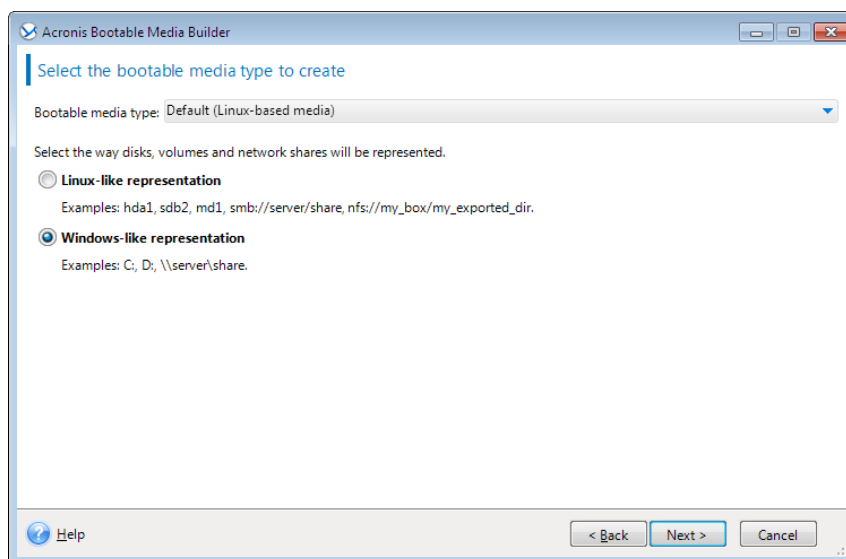 Acronis Bootable Media Builder
Select the bootable media type to create
Bootable media type: Default (Linux-based media)
Select the way disks, volumes and network shares will be represented.
Linux-like representation
Examples: hda1, sdb2, md1, smb://server/share, nfs://my_box/my_exported_dir.
Windows-like representation
Examples: C:, D:, \\server\share.
Help
< Back
Next >
Cancel